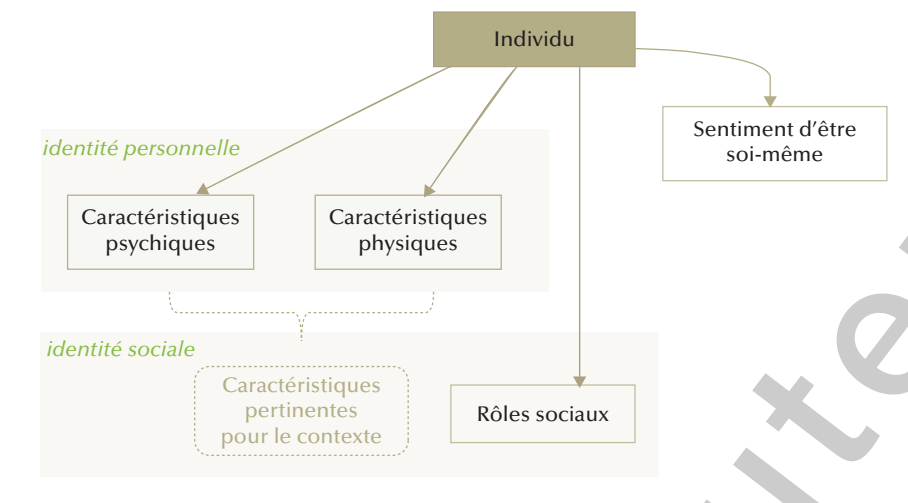 Individu
Sentiment d'être
soi-même
identité personnelle
Caractéristiques
psychiques
Caractéristiques
physiques
identité sociale
Caractéristiques
pertinentes
pour le contexte
Rôles sociaux